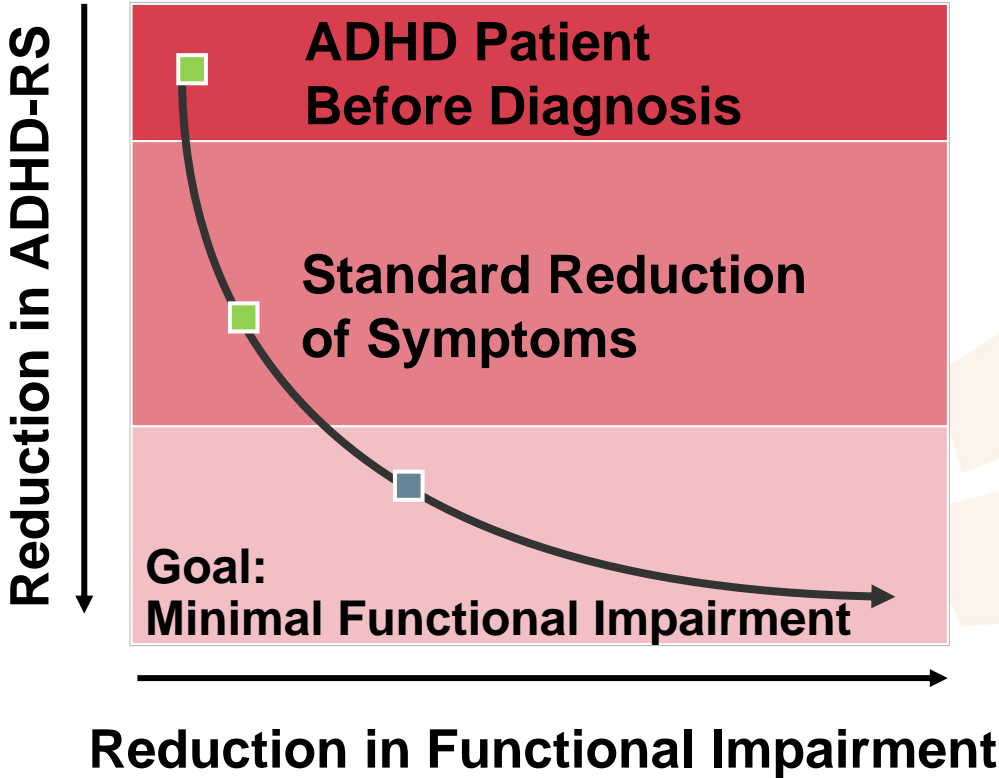 Reduction in ADHD-RS
ADHD Patient
Before Diagnosis
Standard Reduction
of Symptoms
Goal:
Minimal Functional Impairment
Reduction in Functional Impairment